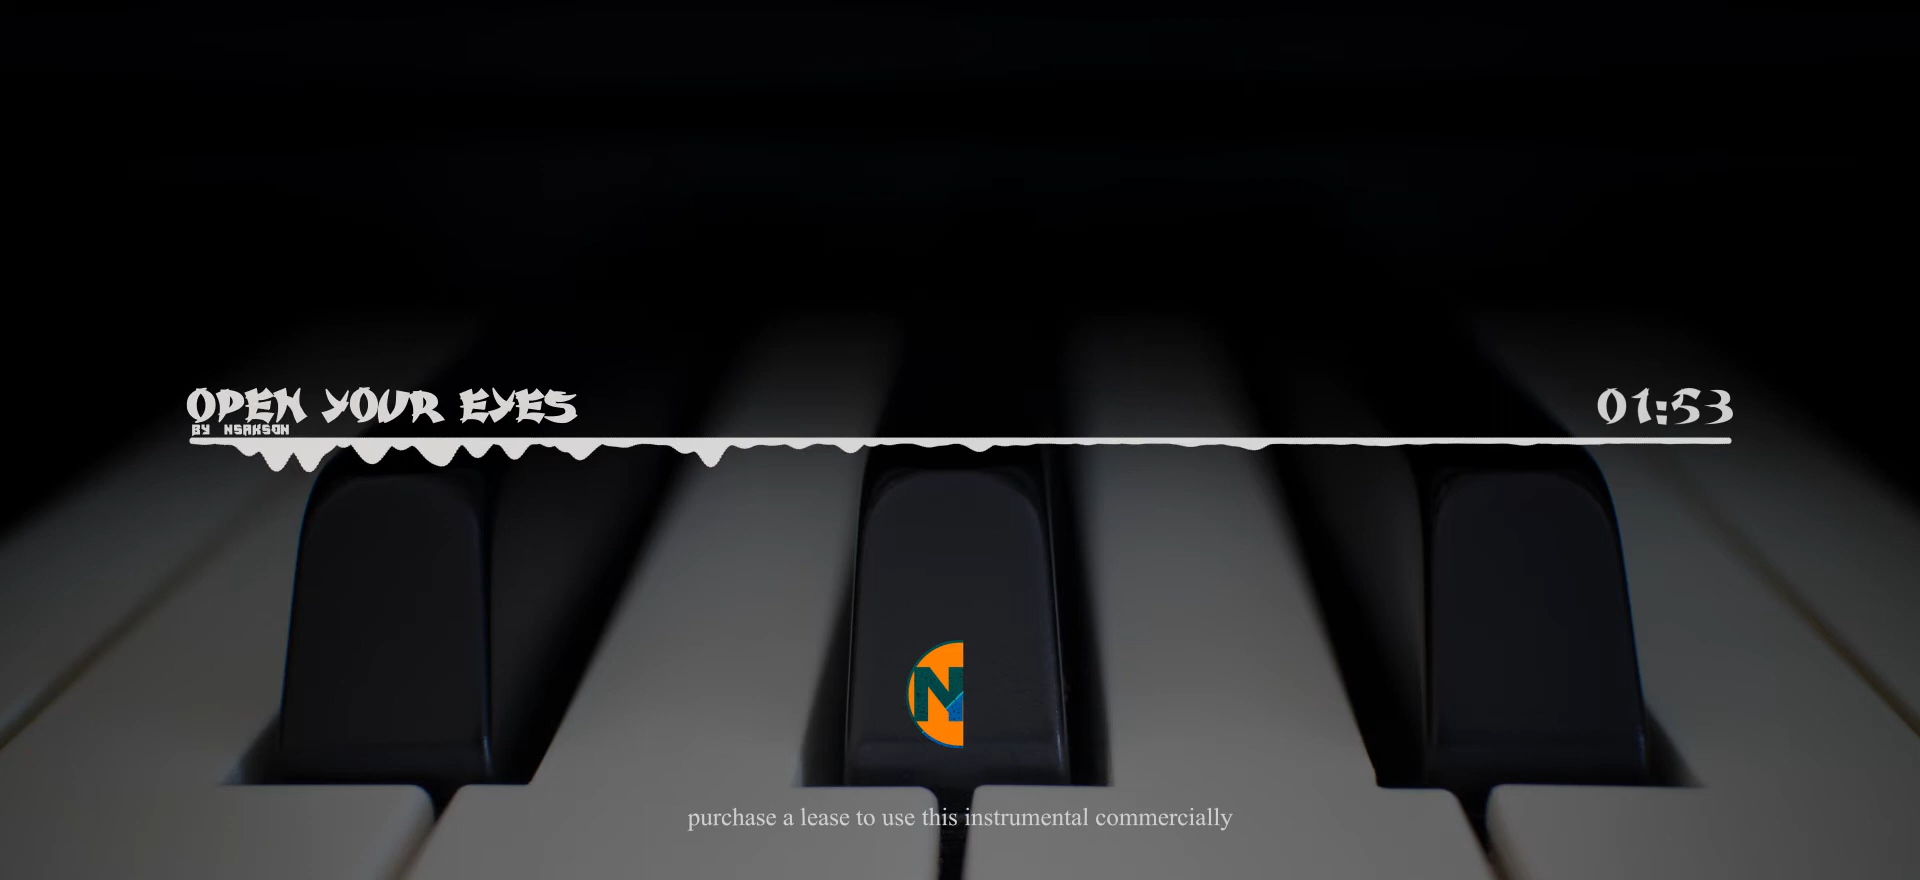 OPEN YOUR EYES
01:53
BY NSAKSON
N
purchase a lease to use this instrumental commercially